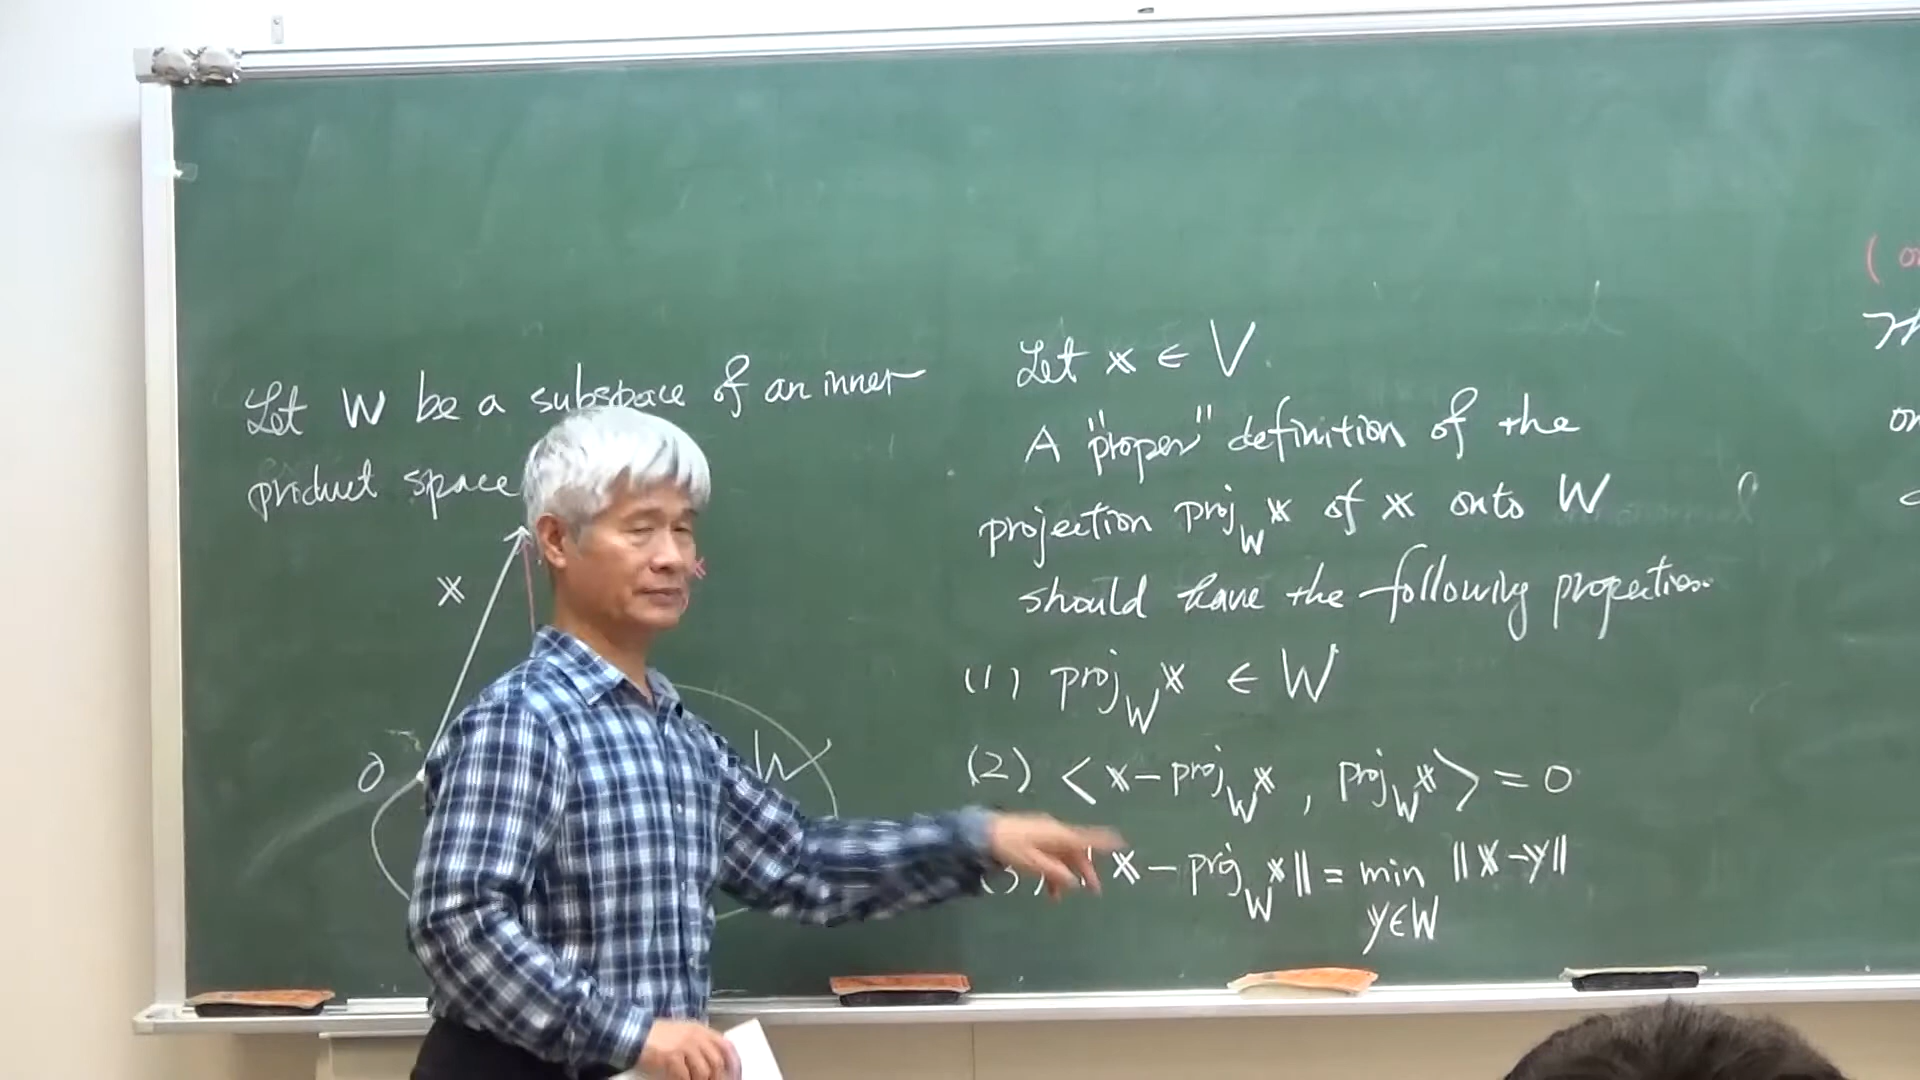 Let W be a subspace of an inner
product space
x
0
W
Let x ∈ V.
A "proper" definition of the
projection proj_W x of x onto W
should have the following properties.
(1) proj_W x ∈ W
(2) < x - proj_W x , proj_W x > = 0
x - proj_W x || = min || x - y ||
y ∈ W